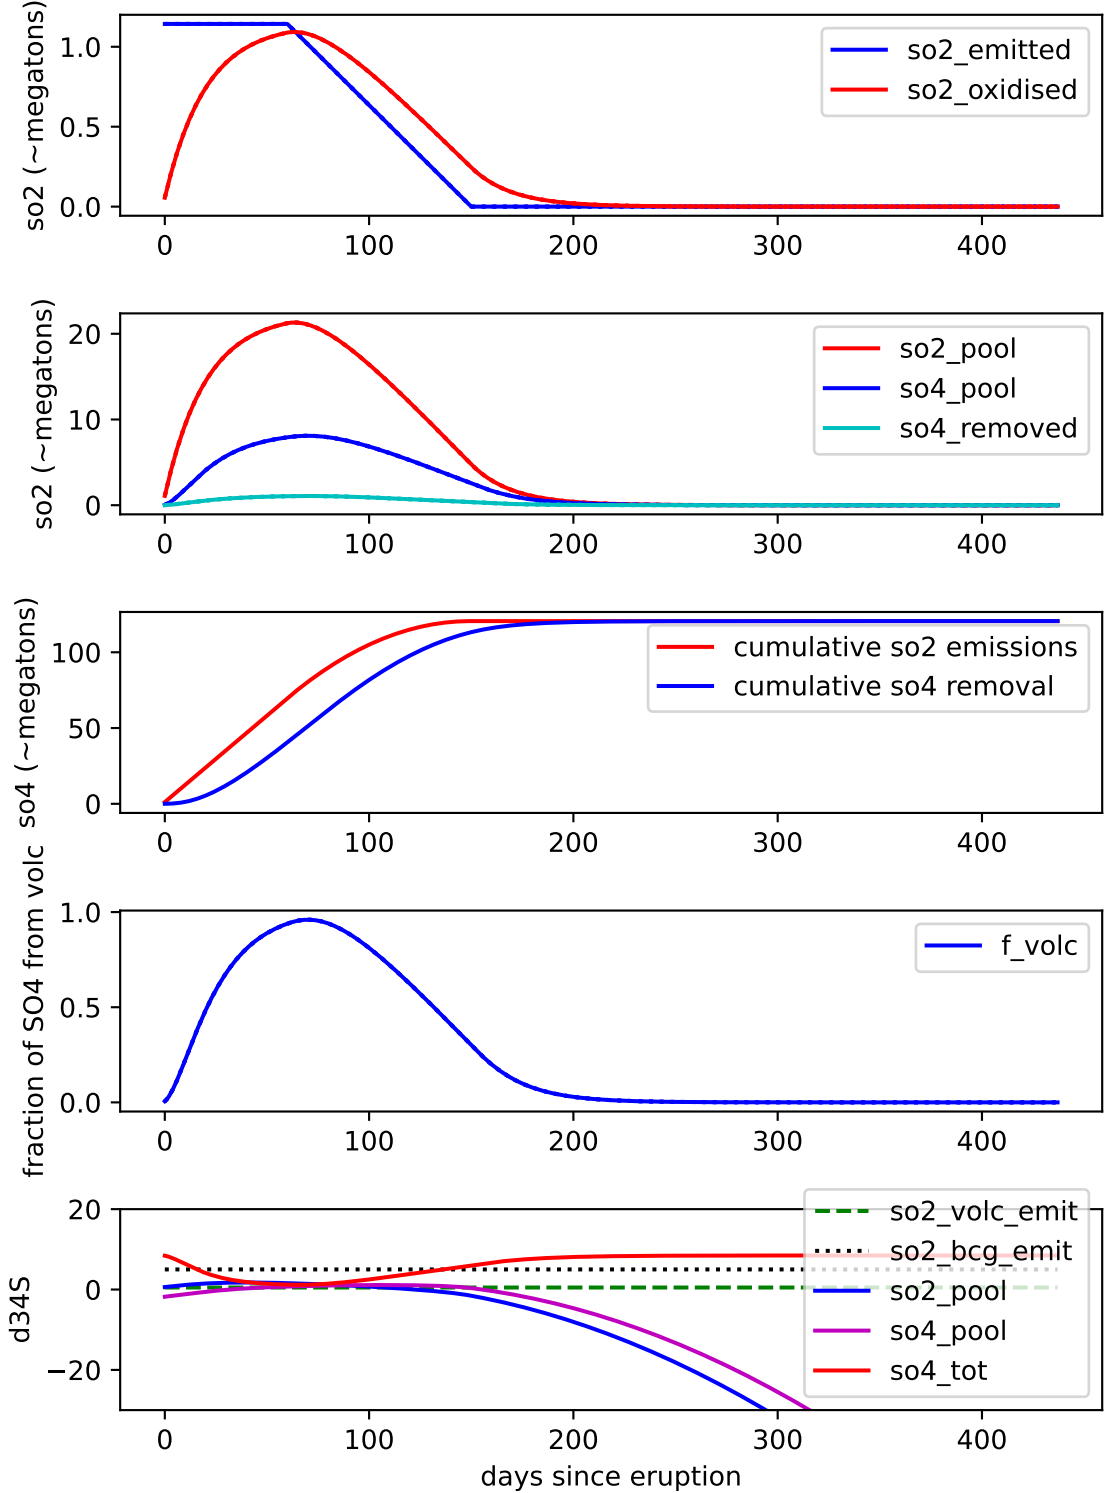 so2 (~megatons)
1.0
0.5
0.0
so2_emitted
so2_oxidised
0 100 200 300 400
so2 (~megatons)
20
10
0
so2_pool
so4_pool
so4_removed
0 100 200 300 400
so4 (~megatons)
100
50
0
cumulative so2 emissions
cumulative so4 removal
0 100 200 300 400
fraction of SO4 from volc
1.0
0.5
0.0
f_volc
0 100 200 300 400
d34S
20
0
−20
so2_volc_emit
so2_bcg_emit
so2_pool
so4_pool
so4_tot
0 100 200 300 400
days since eruption